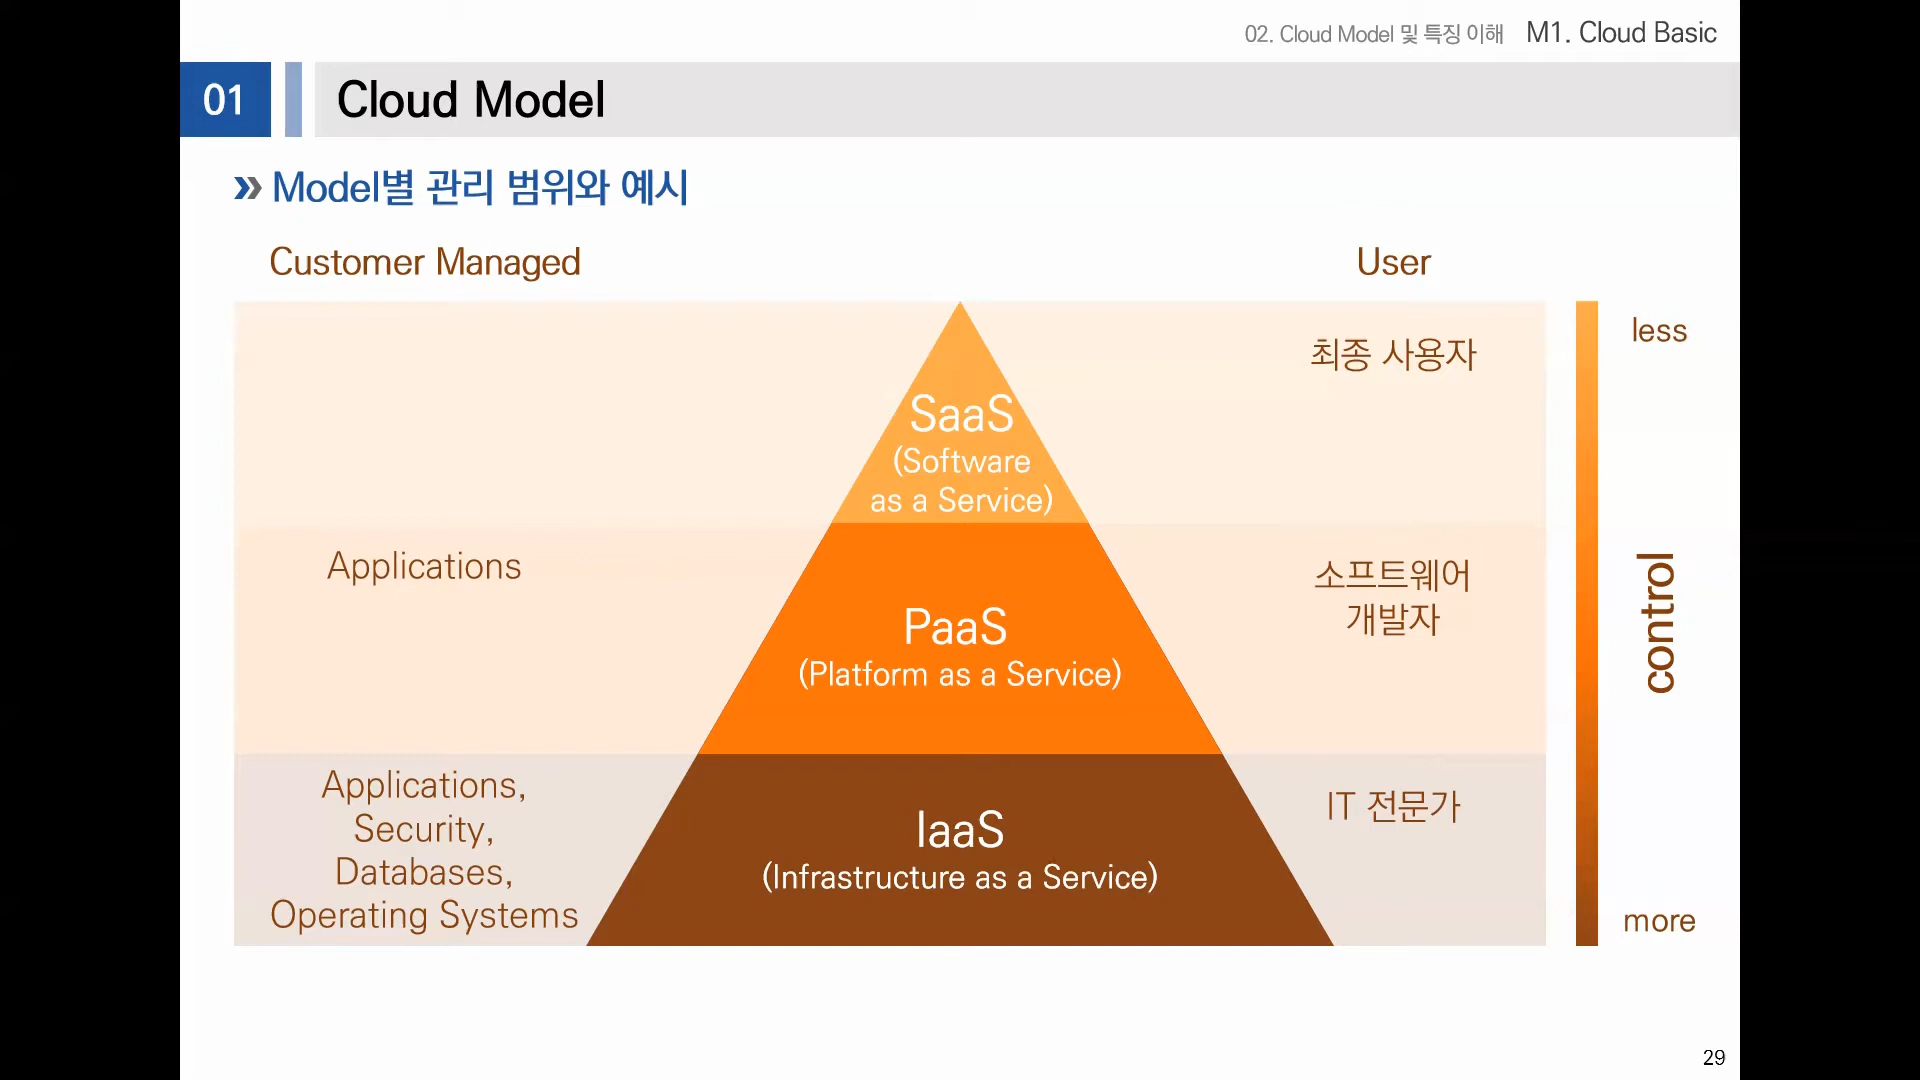 02. Cloud Model 및 특징 이해 M1. Cloud Basic
01 Cloud Model
Model별 관리 범위와 예시
Customer Managed
User
less
최종 사용자
SaaS
(Software
as a Service)
Applications
PaaS
(Platform as a Service)
소프트웨어
개발자
control
Applications,
Security,
Databases,
Operating Systems
IaaS
(Infrastructure as a Service)
IT 전문가
more
29